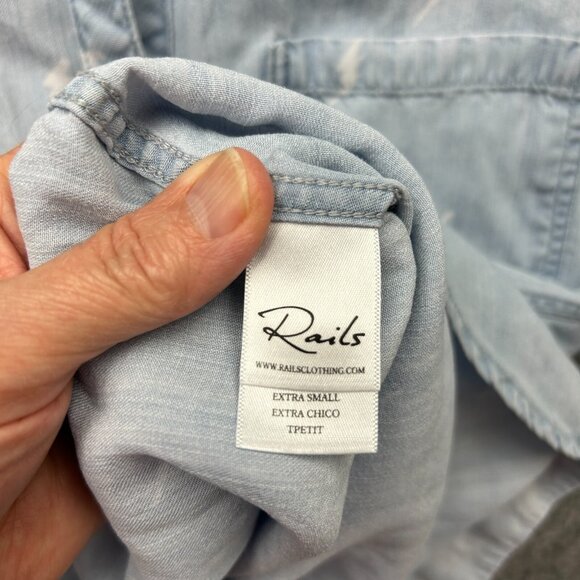 Rails
WWW.RAILSCLOTHING.COM
EXTRA SMALL
EXTRA CHICO
TPETIT